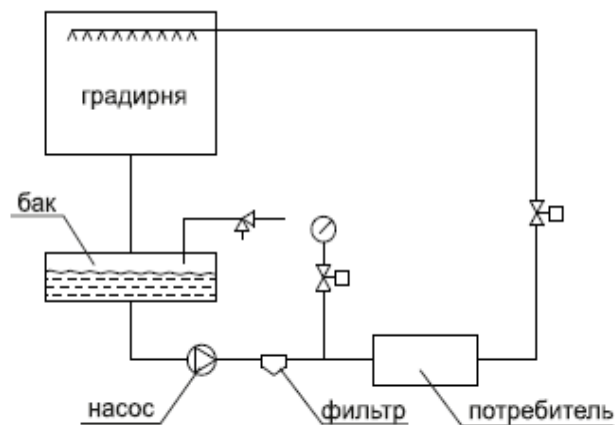 градирня
бак
насос
фильтр
потребитель